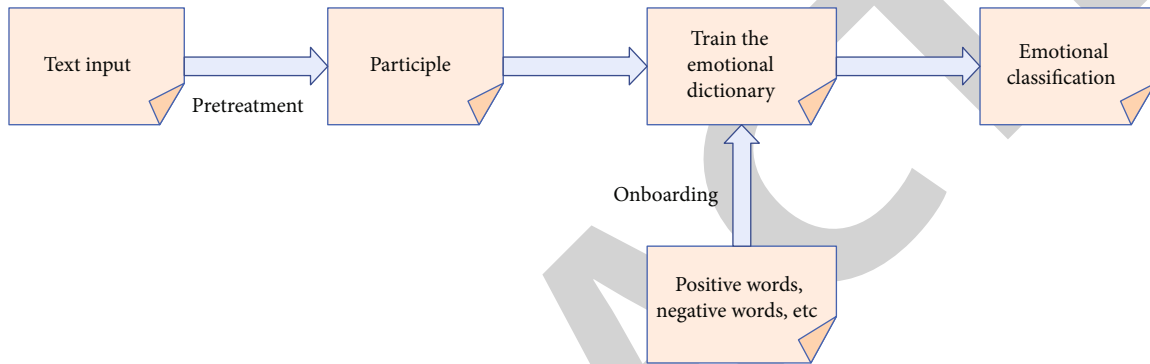 Text input
Pretreatment
Participle
Train the
emotional
dictionary
Emotional
classification
Onboarding
Positive words,
negative words, etc